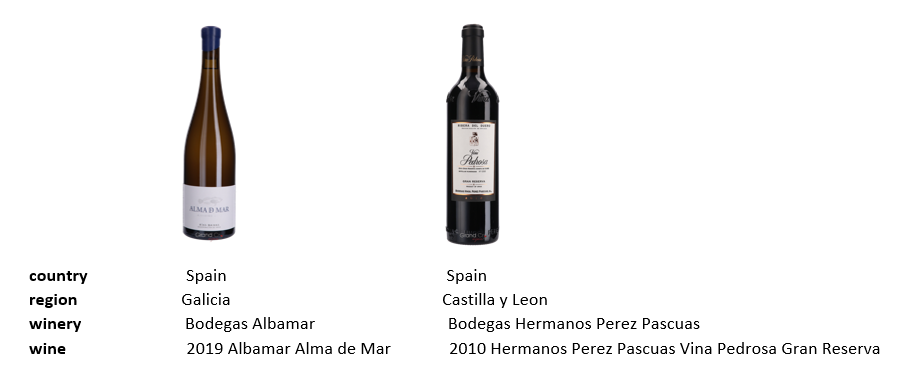 ALMA D MAR
RIBERA DEL DUERO
Viña
Pedrosa
GRAN RESERVA
country Spain Spain
region Galicia Castilla y Leon
winery Bodegas Albamar Bodegas Hermanos Perez Pascuas
wine 2019 Albamar Alma de Mar 2010 Hermanos Perez Pascuas Vina Pedrosa Gran Reserva